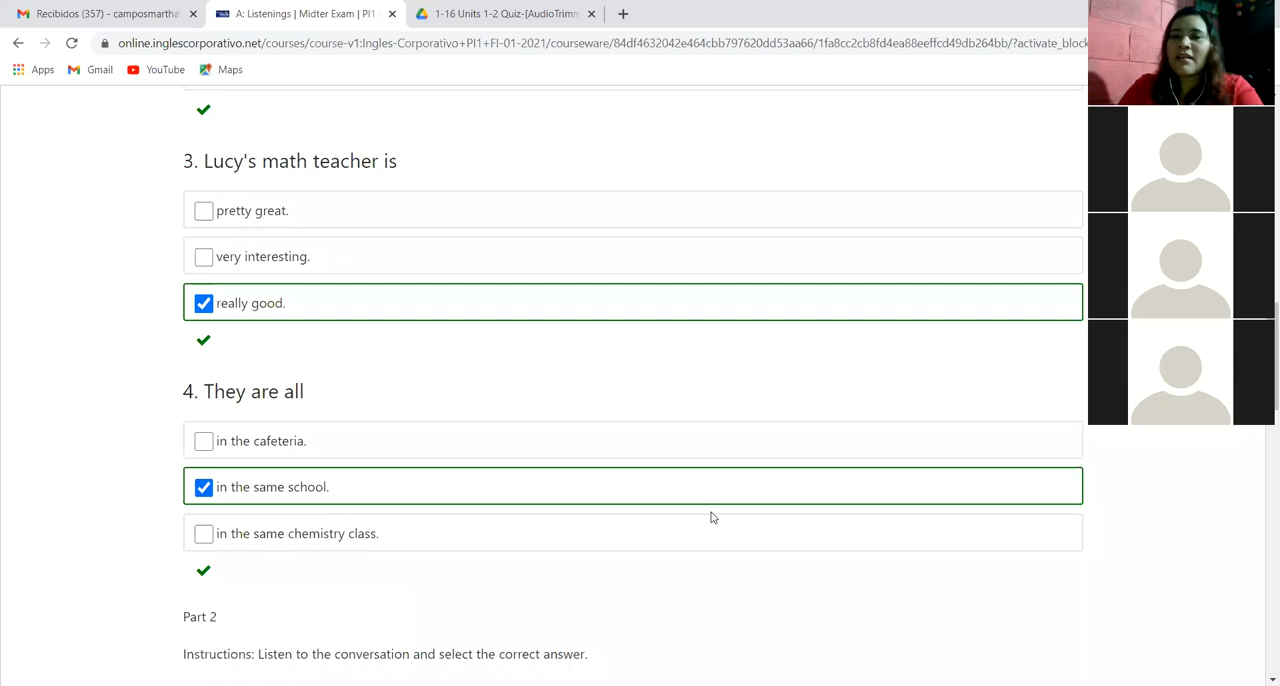 Recibidos (357) - camposmartha
A: Listenings | Midter Exam | PI1
1-16 Units 1-2 Quiz-[AudioTrimm
online.inglescorporativo.net/courses/course-v1:Ingles-Corporativo+PI1+FI-01-2021/courseware/84df4632042e464cbb797620dd53aa66/1fa8cc2cb8fd4ea88eeffcd49db264bb/?activate_block
Apps Gmail YouTube Maps
3. Lucy's math teacher is
pretty great.
very interesting.
really good.
4. They are all
in the cafeteria.
in the same school.
in the same chemistry class.
Part 2
Instructions: Listen to the conversation and select the correct answer.